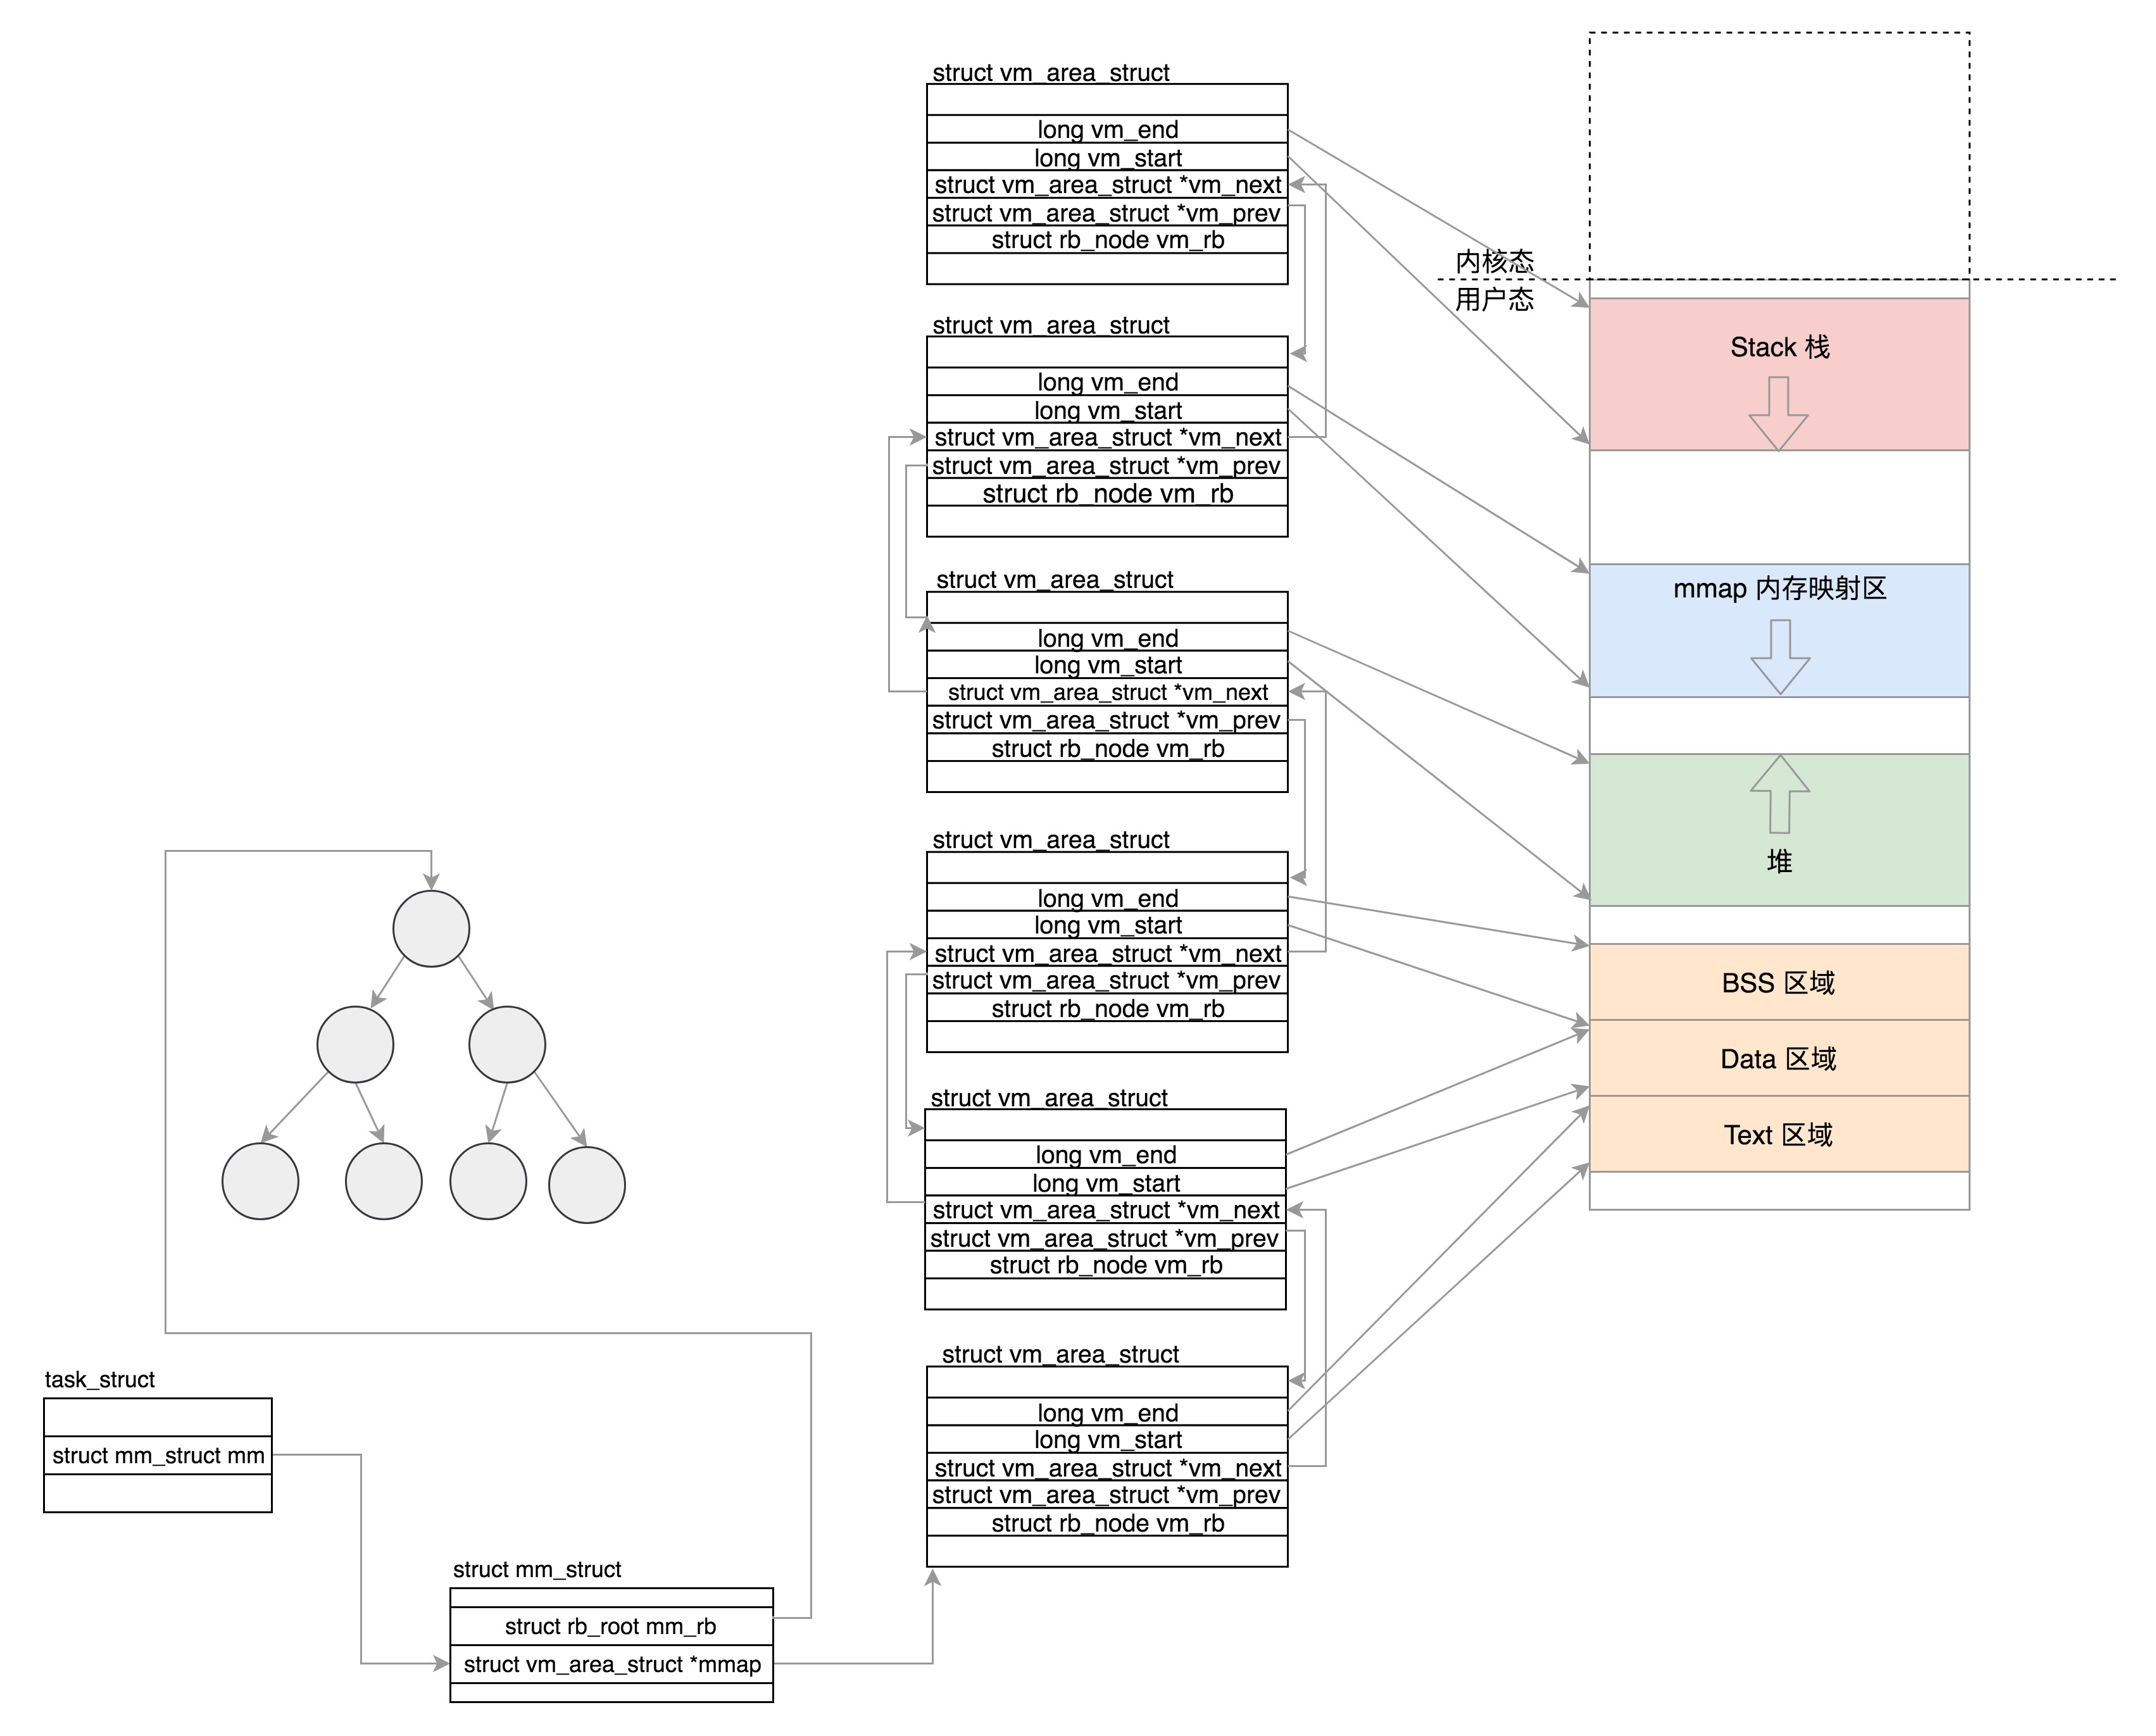 struct vm_area_struct
long vm_end
long vm_start
struct vm_area_struct *vm_next
struct vm_area_struct *vm_prev
struct rb_node vm_rb
struct vm_area_struct
long vm_end
long vm_start
struct vm_area_struct *vm_next
struct vm_area_struct *vm_prev
struct rb_node vm_rb
struct vm_area_struct
long vm_end
long vm_start
struct vm_area_struct *vm_next
struct vm_area_struct *vm_prev
struct rb_node vm_rb
struct vm_area_struct
long vm_end
long vm_start
struct vm_area_struct *vm_next
struct vm_area_struct *vm_prev
struct rb_node vm_rb
struct vm_area_struct
long vm_end
long vm_start
struct vm_area_struct *vm_next
struct vm_area_struct *vm_prev
struct rb_node vm_rb
struct vm_area_struct
long vm_end
long vm_start
struct vm_area_struct *vm_next
struct vm_area_struct *vm_prev
struct rb_node vm_rb
内核态
用户态
Stack 栈
mmap 内存映射区
堆
BSS 区域
Data 区域
Text 区域
task_struct
struct mm_struct mm
struct mm_struct
struct rb_root mm_rb
struct vm_area_struct *mmap